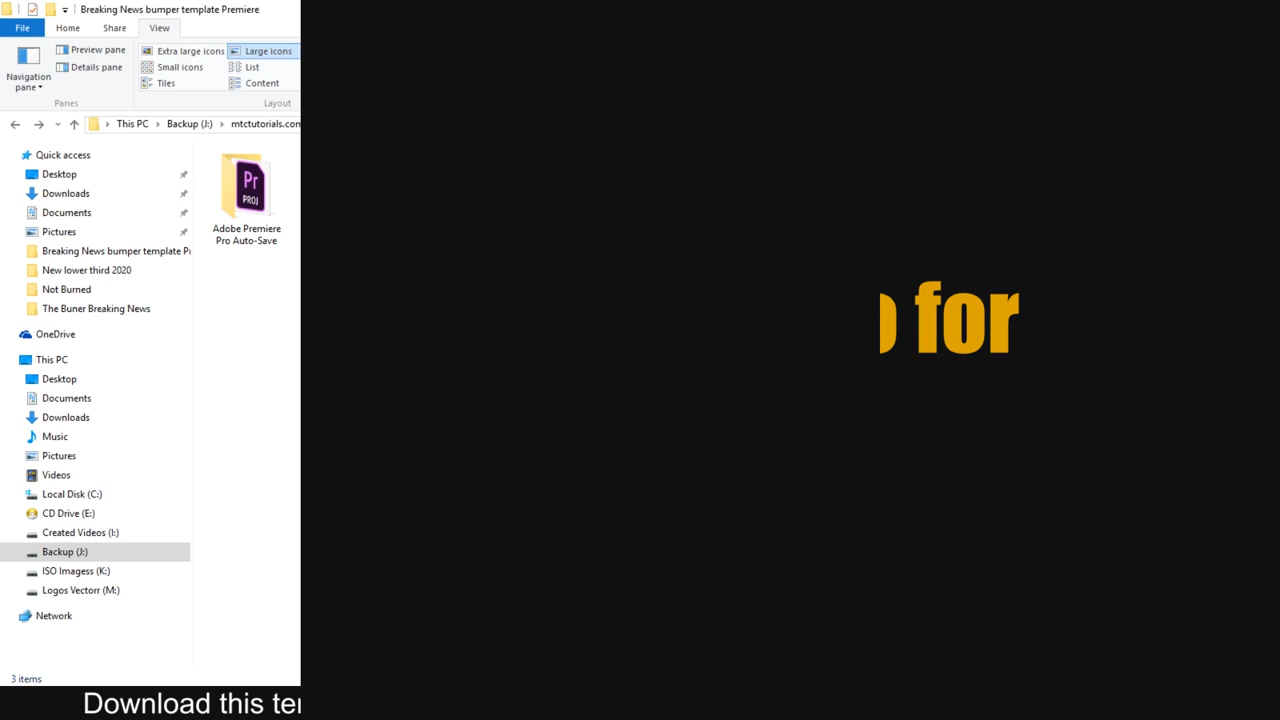 Breaking News bumper template Premiere
File Home Share View
Navigation pane
Preview pane
Details pane
Panes
Extra large icons
Large icons
Small icons
List
Tiles
Content
Layout
This PC Backup (J:) mtctutorials.com
Quick access
Desktop
Downloads
Documents
Pictures
Breaking News bumper template Pr
New lower third 2020
Not Burned
The Buner Breaking News
OneDrive
This PC
Desktop
Documents
Downloads
Music
Pictures
Videos
Local Disk (C:)
CD Drive (E:)
Created Videos (I:)
Backup (J:)
ISO Imagess (K:)
Logos Vectorr (M:)
Network
Pr
PROJ
Adobe Premiere
Pro Auto-Save
for
3 items
Download this